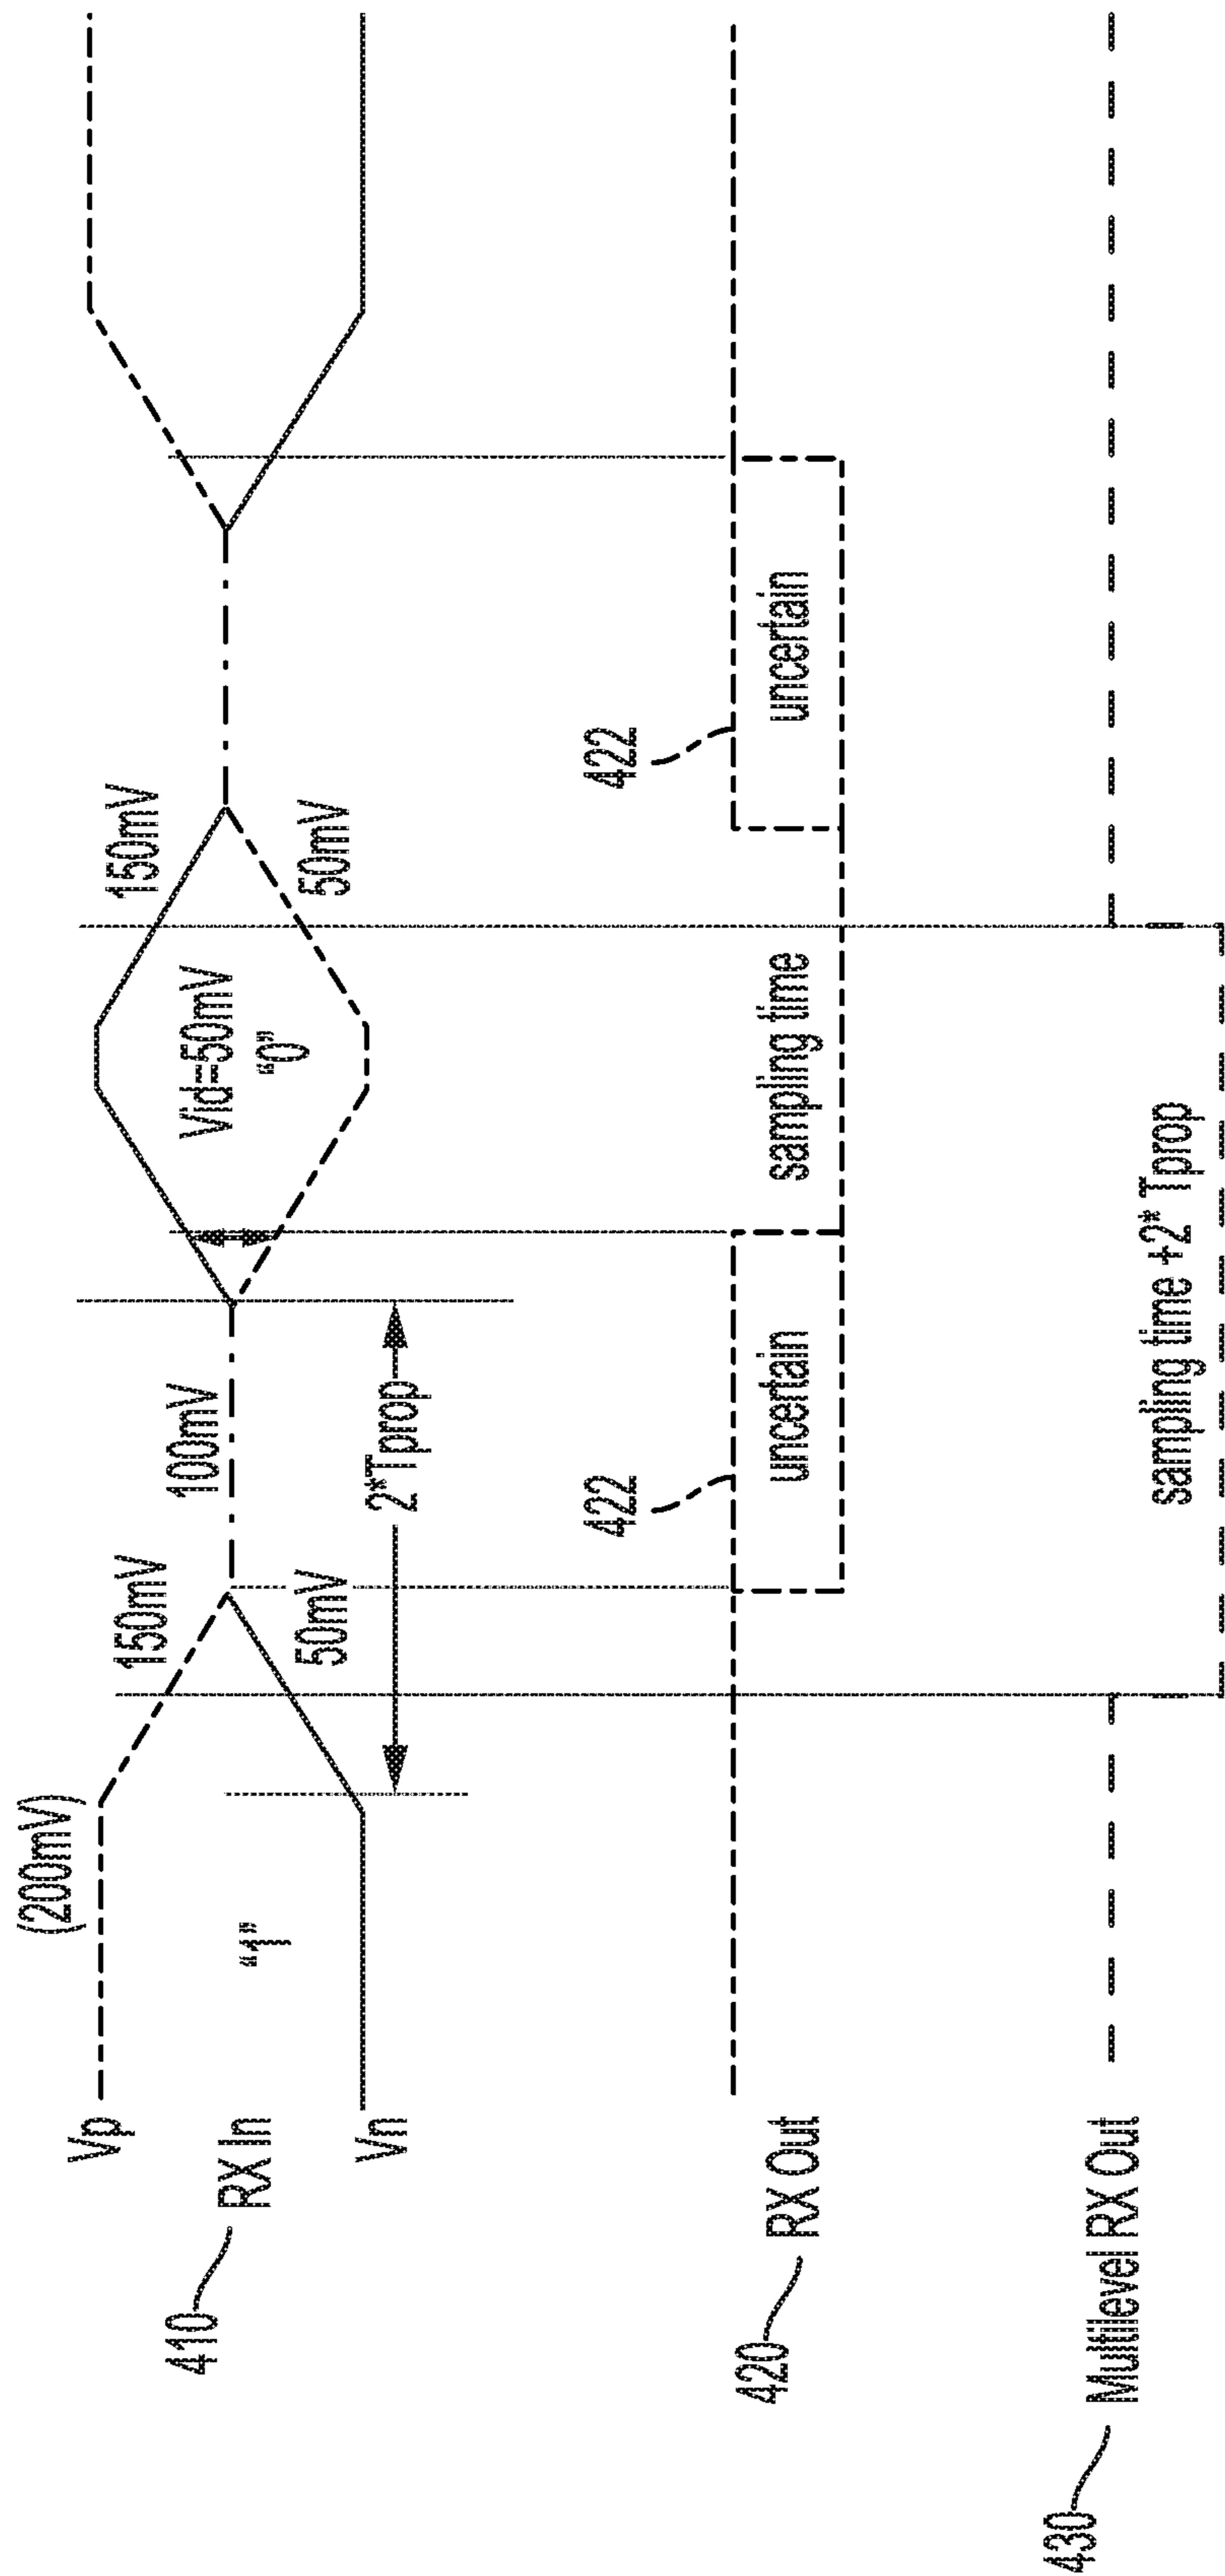 (200mV)
Vp
150mV
150mV
100mV
Vid=50mV
410
RX In
"1"
"0"
50mV
50mV
Vn
2*Tprop
422
422
420
RX Out
uncertain
sampling time
uncertain
430
Multilevel RX Out
sampling time +2* Tprop